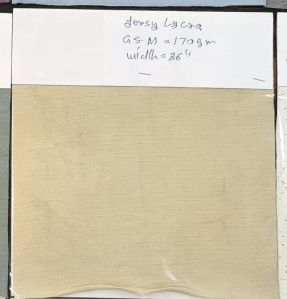 Jersy Lycra
G.S.M = 170gm
width = 36"